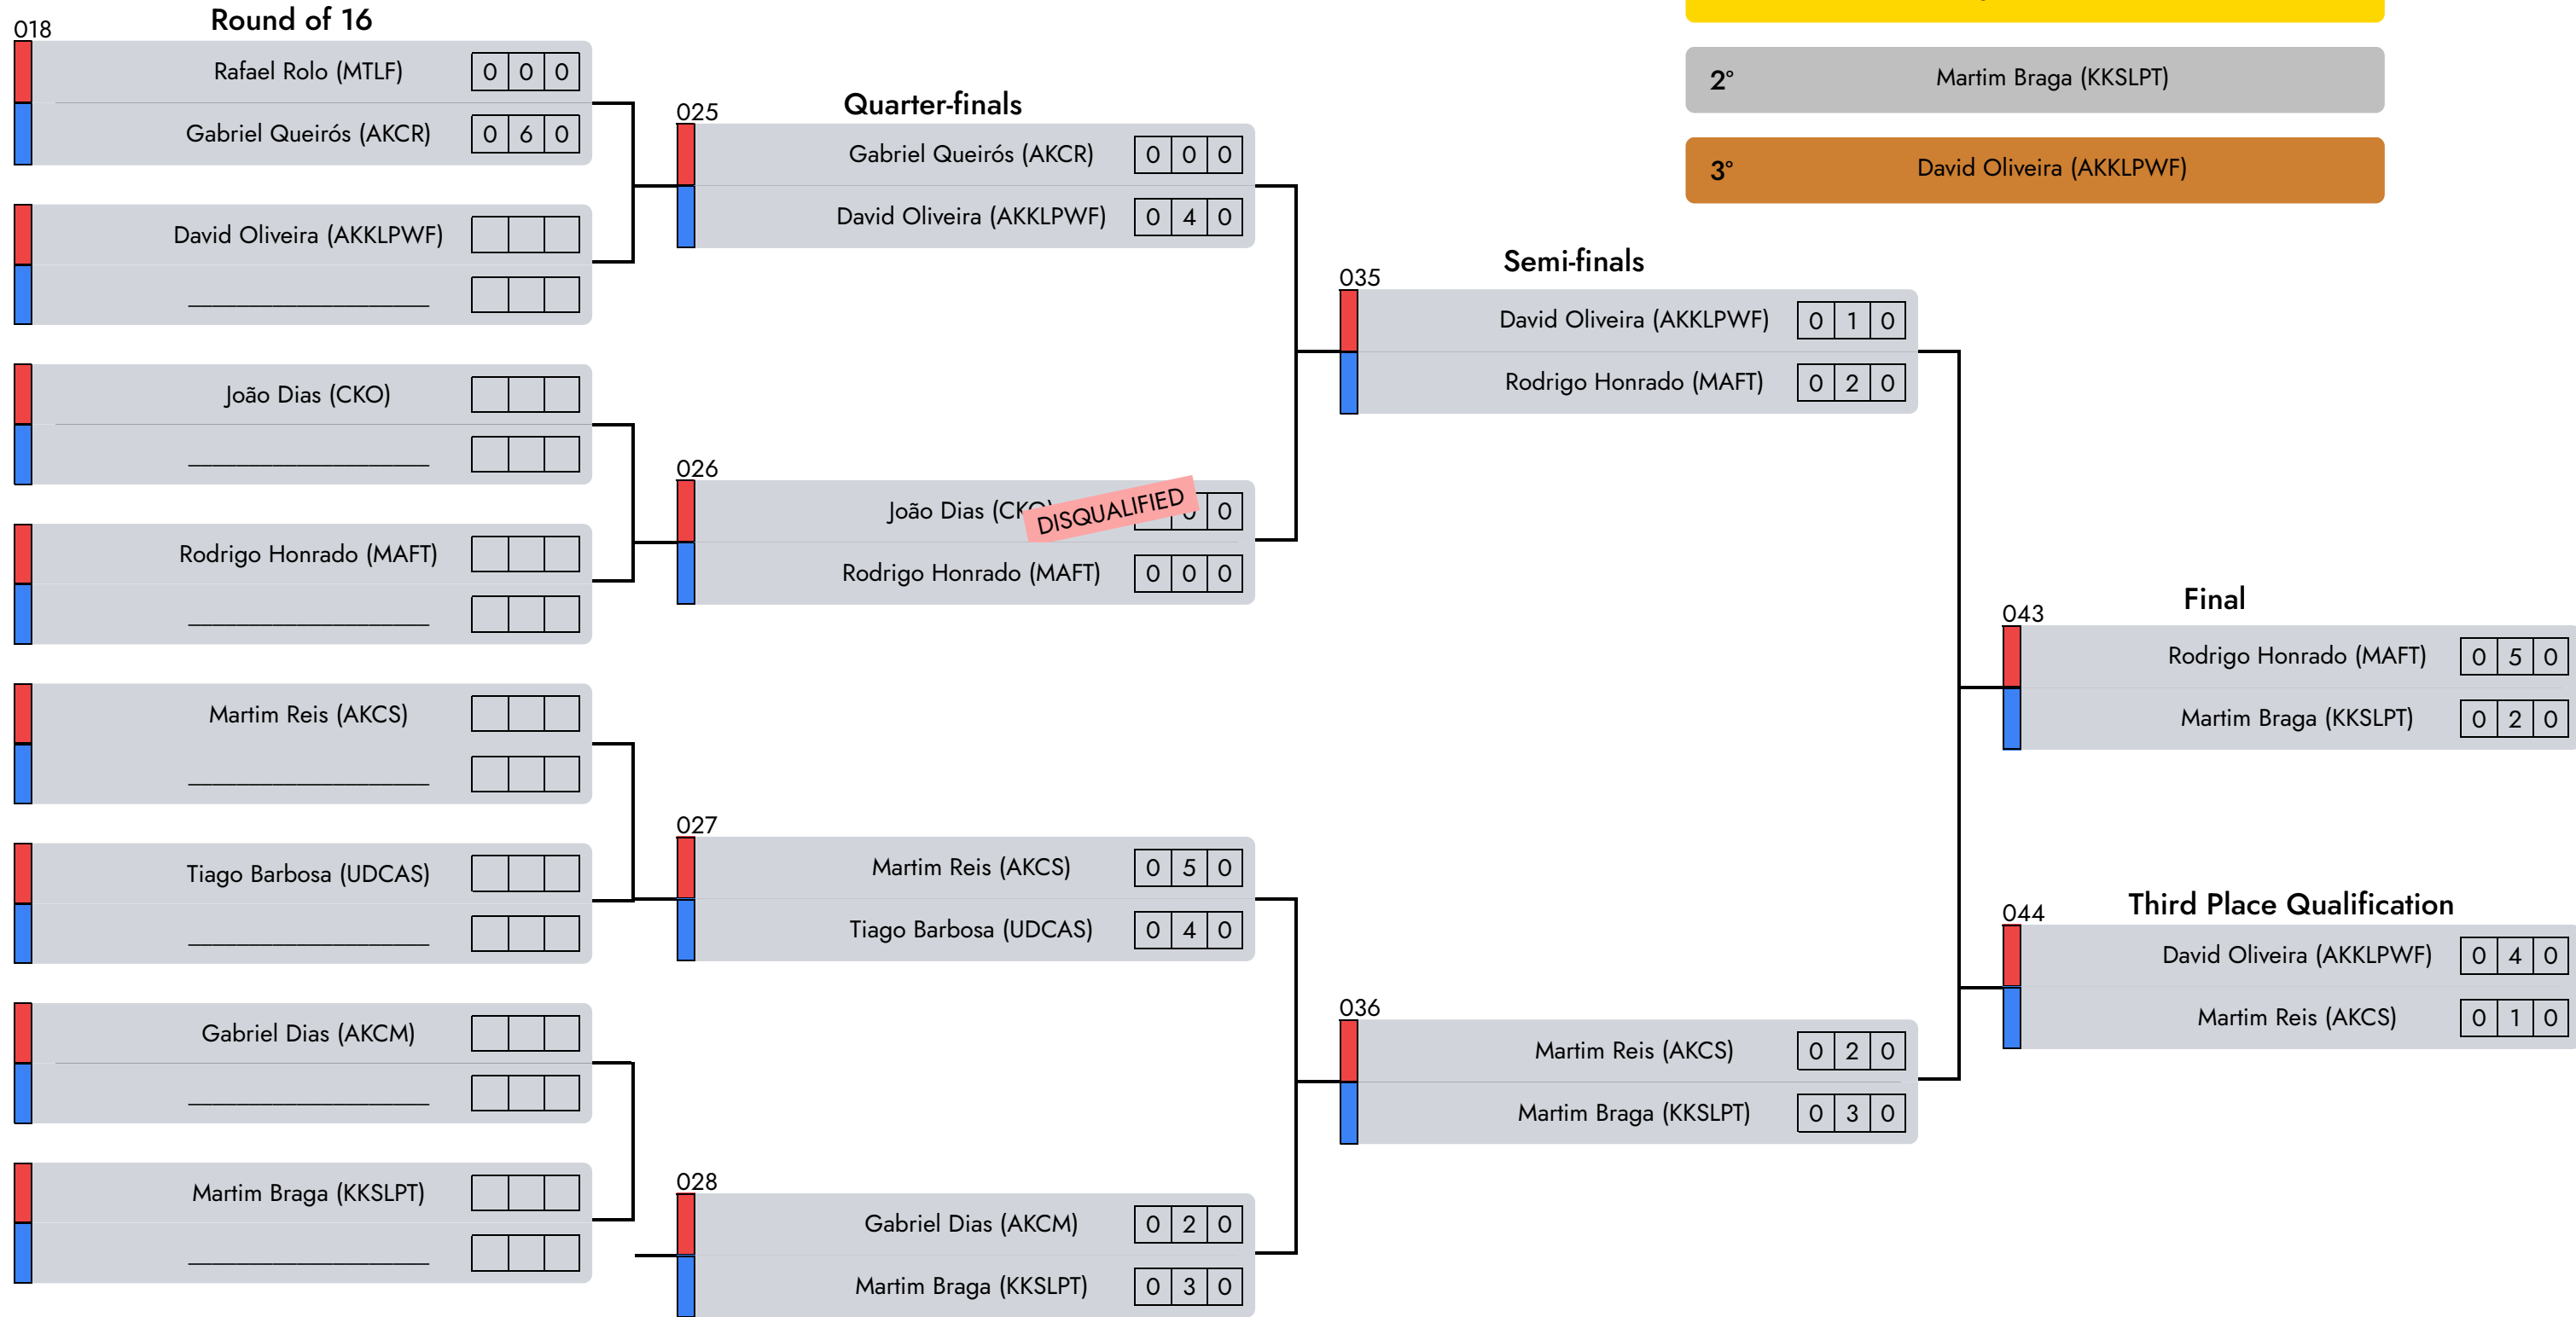 Round of 16
018
Rafael Rolo (MTLF) 0 0 0
Gabriel Queirós (AKCR) 0 6 0
David Oliveira (AKKLPWF)
João Dias (CKO)
Rodrigo Honrado (MAFT)
Martim Reis (AKCS)
Tiago Barbosa (UDCAS)
Gabriel Dias (AKCM)
Martim Braga (KKSLPT)
Quarter-finals
025
Gabriel Queirós (AKCR) 0 0 0
David Oliveira (AKKLPWF) 0 4 0
026
João Dias (CKO) 0 0
DISQUALIFIED
Rodrigo Honrado (MAFT) 0 0 0
027
Martim Reis (AKCS) 0 5 0
Tiago Barbosa (UDCAS) 0 4 0
028
Gabriel Dias (AKCM) 0 2 0
Martim Braga (KKSLPT) 0 3 0
2° Martim Braga (KKSLPT)
3° David Oliveira (AKKLPWF)
Semi-finals
035
David Oliveira (AKKLPWF) 0 1 0
Rodrigo Honrado (MAFT) 0 2 0
036
Martim Reis (AKCS) 0 2 0
Martim Braga (KKSLPT) 0 3 0
Final
043
Rodrigo Honrado (MAFT) 0 5 0
Martim Braga (KKSLPT) 0 2 0
Third Place Qualification
044
David Oliveira (AKKLPWF) 0 4 0
Martim Reis (AKCS) 0 1 0